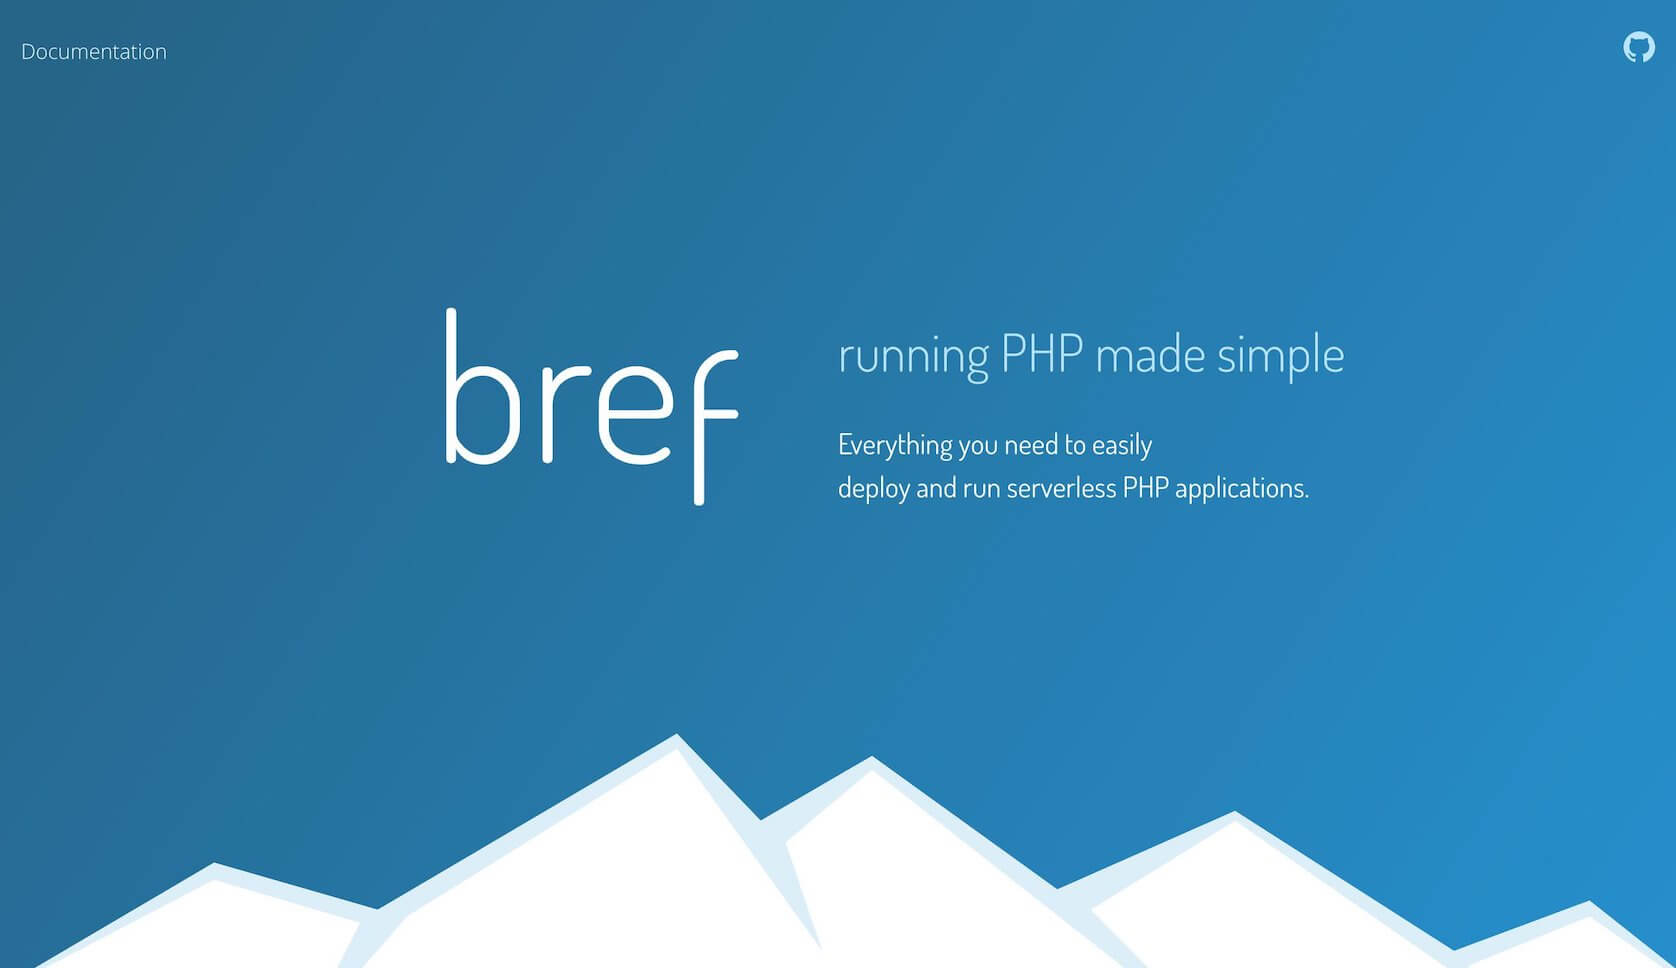 Documentation
bref
running PHP made simple
Everything you need to easily
deploy and run serverless PHP applications.